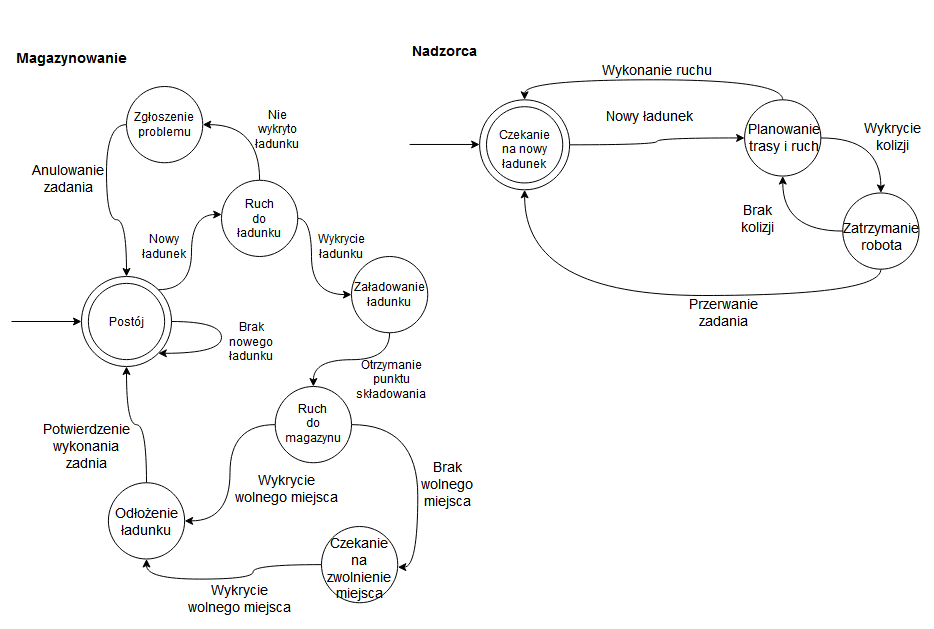 Magazynowanie
Zgłoszenie
problemu
Nie
wykryto
ładunku
Anulowanie
zadania
Ruch
do
ładunku
Nowy
ładunek
Wykrycie
ładunku
Załadowanie
ładunku
Postój
Brak
nowego
ładunku
Otrzymanie
punktu
składowania
Ruch
do
magazynu
Potwierdzenie
wykonania
zadnia
Wykrycie
wolnego miejsca
Brak
wolnego
miejsca
Odłożenie
ładunku
Czekanie
na
zwolnienie
miejsca
Wykrycie
wolnego miejsca
Nadzorca
Wykonanie ruchu
Czekanie
na nowy
ładunek
Nowy ładunek
Planowanie
trasy i ruch
Wykrycie
kolizji
Brak
kolizji
Zatrzymanie
robota
Przerwanie
zadania